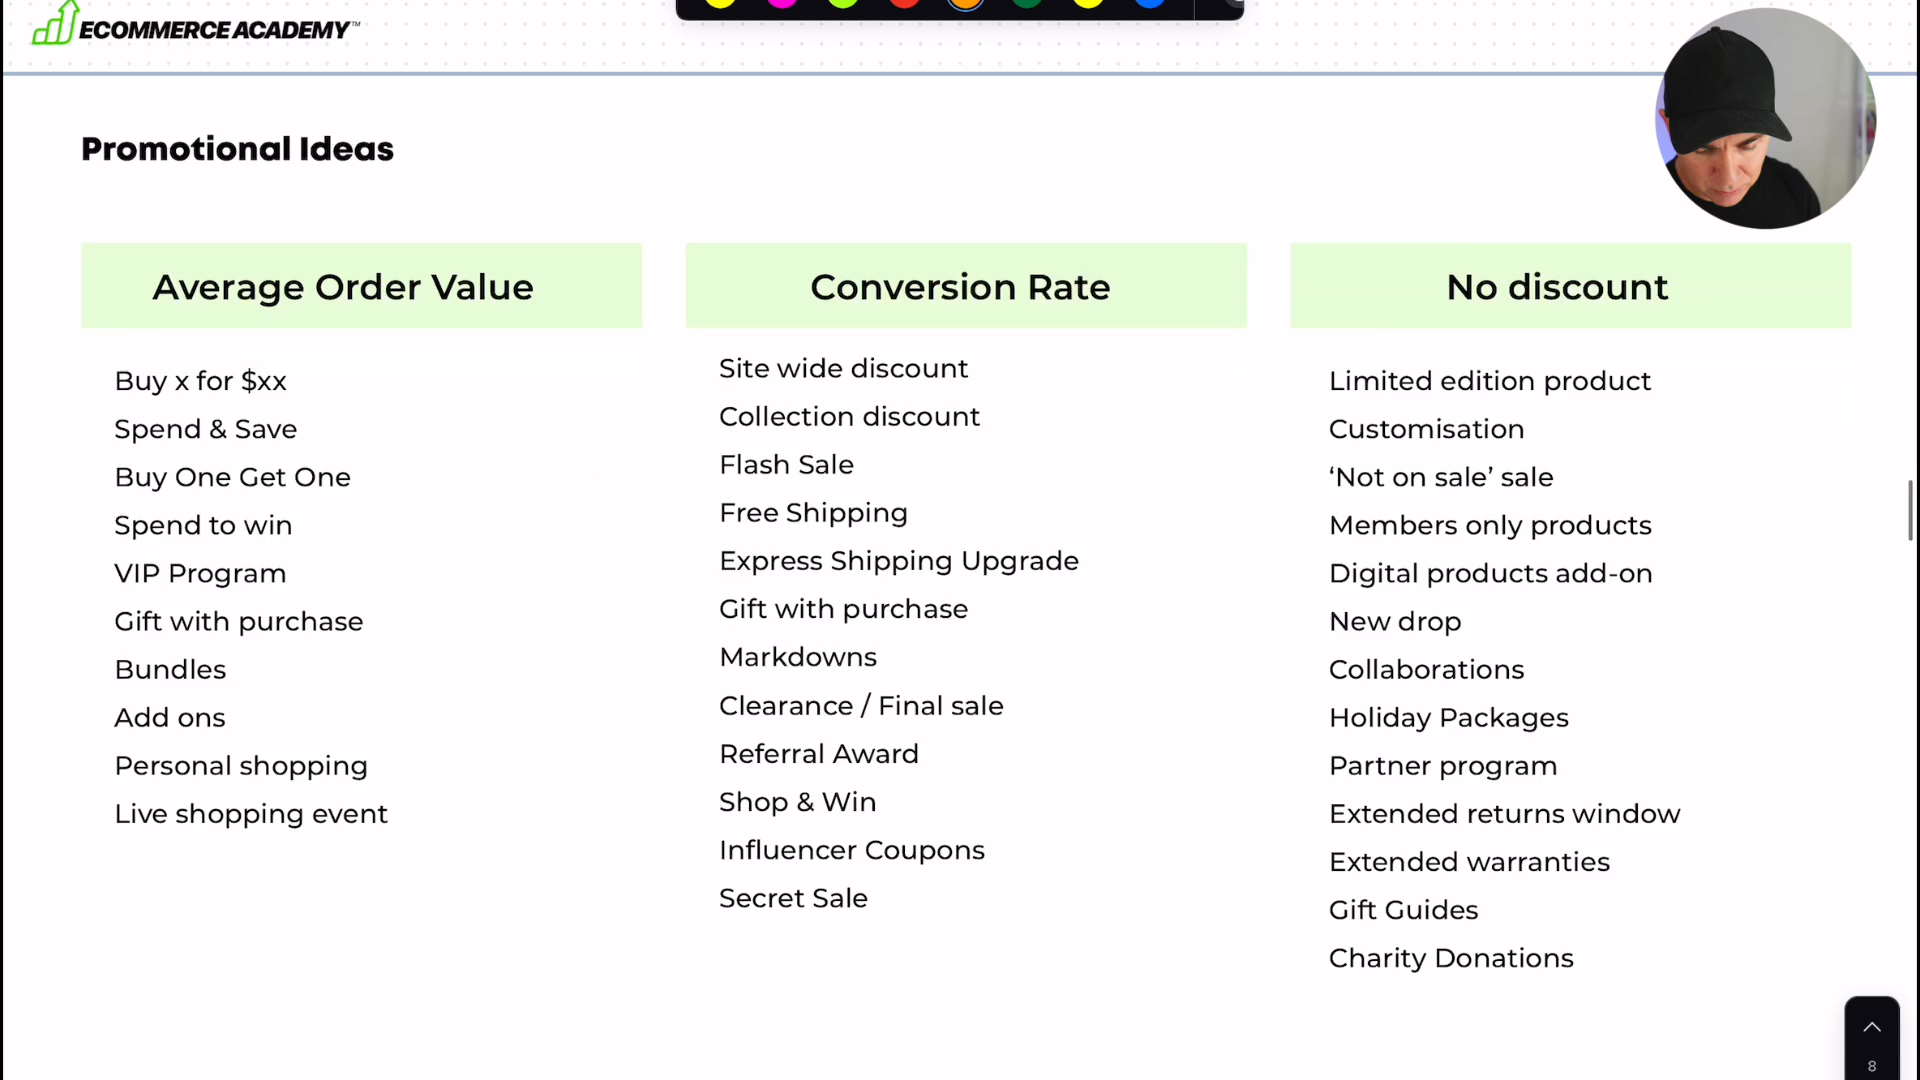 ECOMMERCE ACADEMY™
Promotional Ideas
Average Order Value
Buy x for $xx
Spend & Save
Buy One Get One
Spend to win
VIP Program
Gift with purchase
Bundles
Add ons
Personal shopping
Live shopping event
Conversion Rate
Site wide discount
Collection discount
Flash Sale
Free Shipping
Express Shipping Upgrade
Gift with purchase
Markdowns
Clearance / Final sale
Referral Award
Shop & Win
Influencer Coupons
Secret Sale
No discount
Limited edition product
Customisation
‘Not on sale’ sale
Members only products
Digital products add-on
New drop
Collaborations
Holiday Packages
Partner program
Extended returns window
Extended warranties
Gift Guides
Charity Donations
8